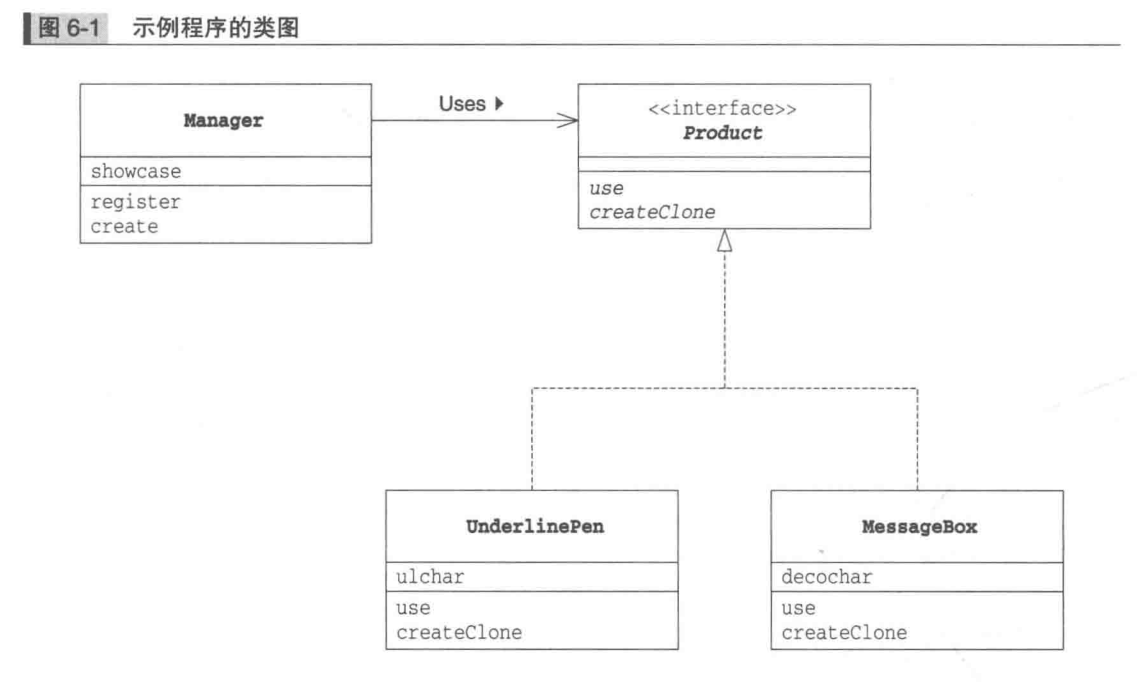 图 6-1 示例程序的类图
Manager
showcase
register
create
Uses
<<interface>>
Product
use
createClone
UnderlinePen
ulchar
use
createClone
MessageBox
decochar
use
createClone